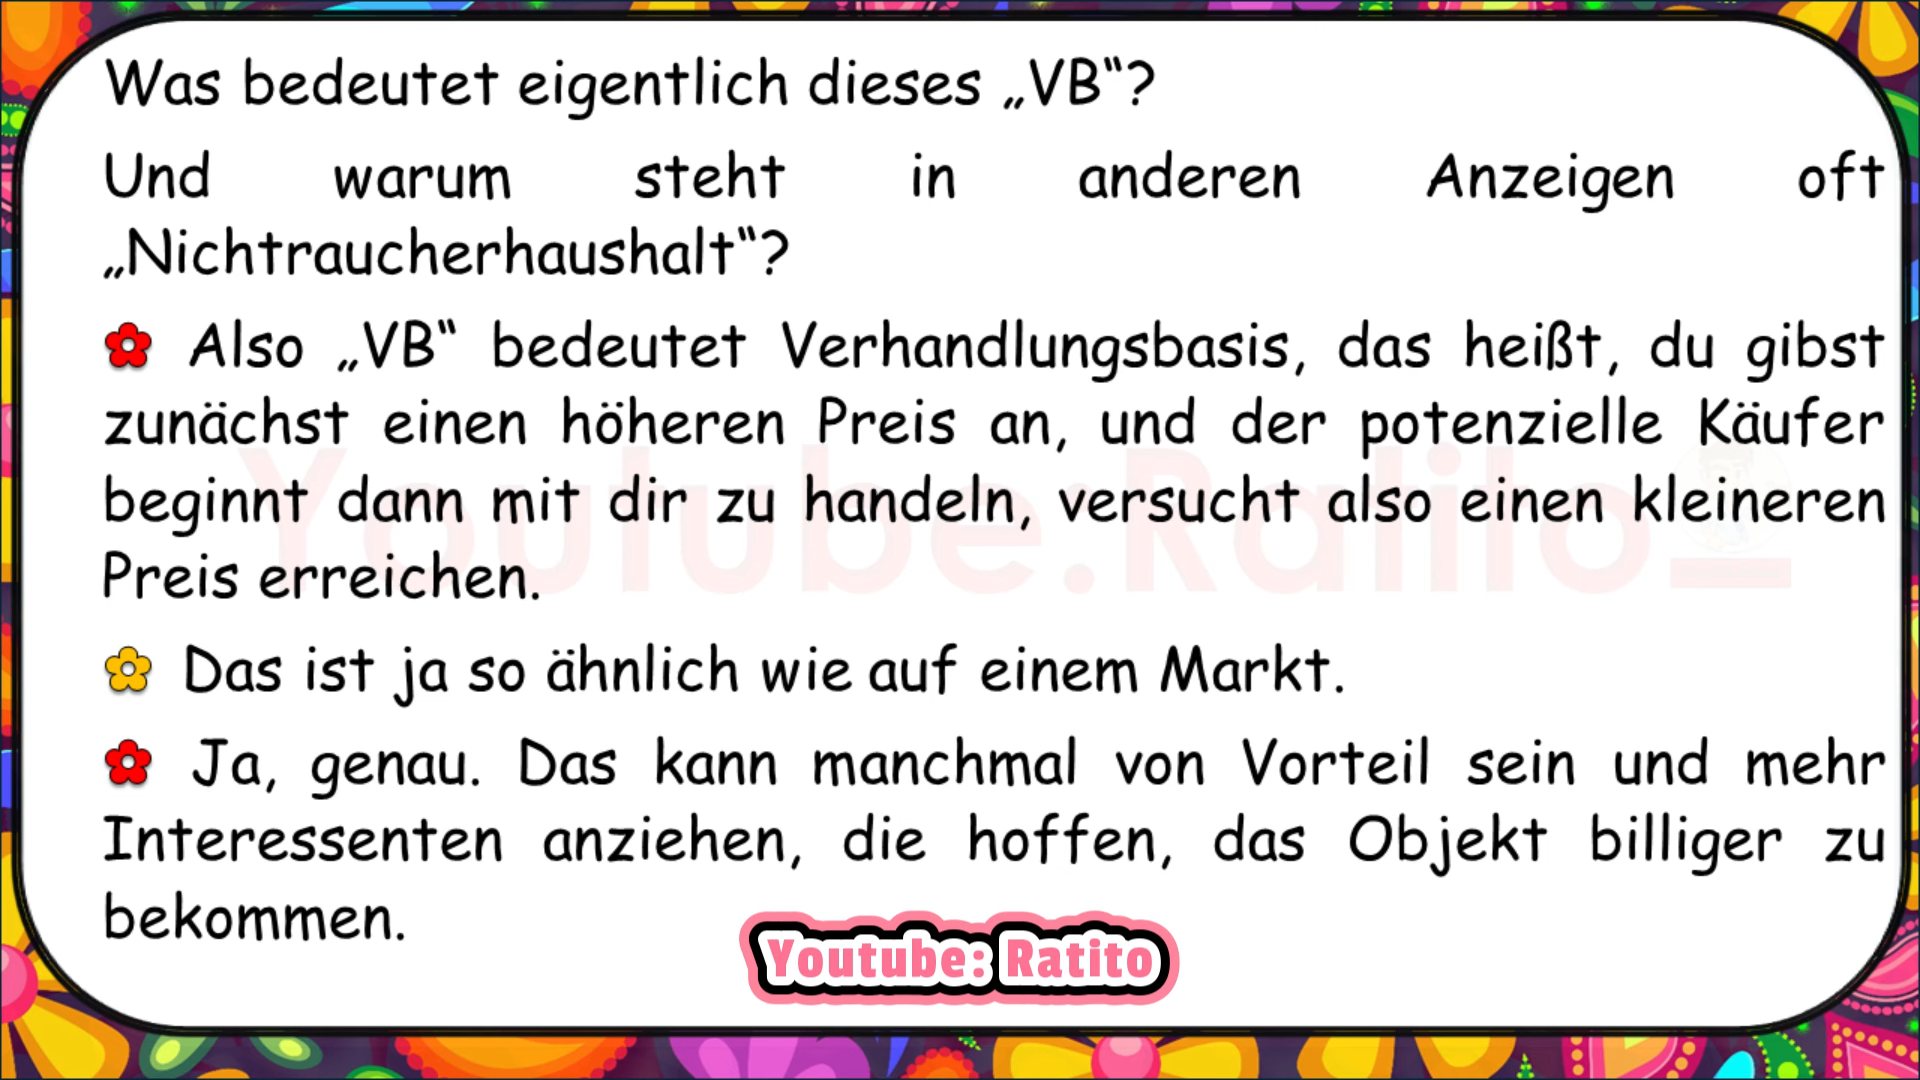 Was bedeutet eigentlich dieses „VB“?
Und warum steht in anderen Anzeigen oft
„Nichtraucherhaushalt“?
Also „VB“ bedeutet Verhandlungsbasis, das heißt, du gibst
zunächst einen höheren Preis an, und der potenzielle Käufer
beginnt dann mit dir zu handeln, versucht also einen kleineren
Preis erreichen.
Youtube:Ratito
Das ist ja so ähnlich wie auf einem Markt.
Ja, genau. Das kann manchmal von Vorteil sein und mehr
Interessenten anziehen, die hoffen, das Objekt billiger zu
bekommen.
Youtube: Ratito